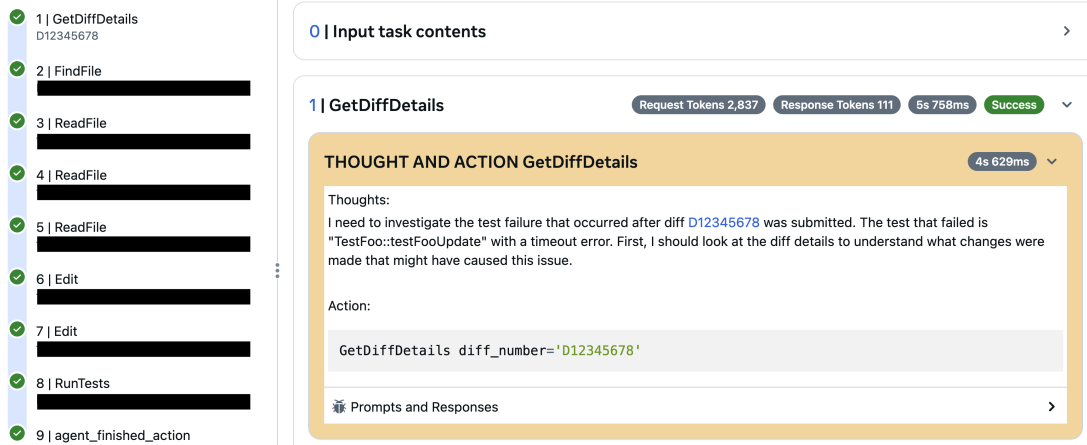 1 | GetDiffDetails
D12345678
2 | FindFile
3 | ReadFile
4 | ReadFile
5 | ReadFile
6 | Edit
7 | Edit
8 | RunTests
9 | agent_finished_action
0 | Input task contents
1 | GetDiffDetails
Request Tokens 2,837
Response Tokens 111
5s 758ms
Success
THOUGHT AND ACTION GetDiffDetails
4s 629ms
Thoughts:
I need to investigate the test failure that occurred after diff D12345678 was submitted. The test that failed is
"TestFoo::testFooUpdate" with a timeout error. First, I should look at the diff details to understand what changes were
made that might have caused this issue.
Action:
GetDiffDetails diff_number='D12345678'
Prompts and Responses